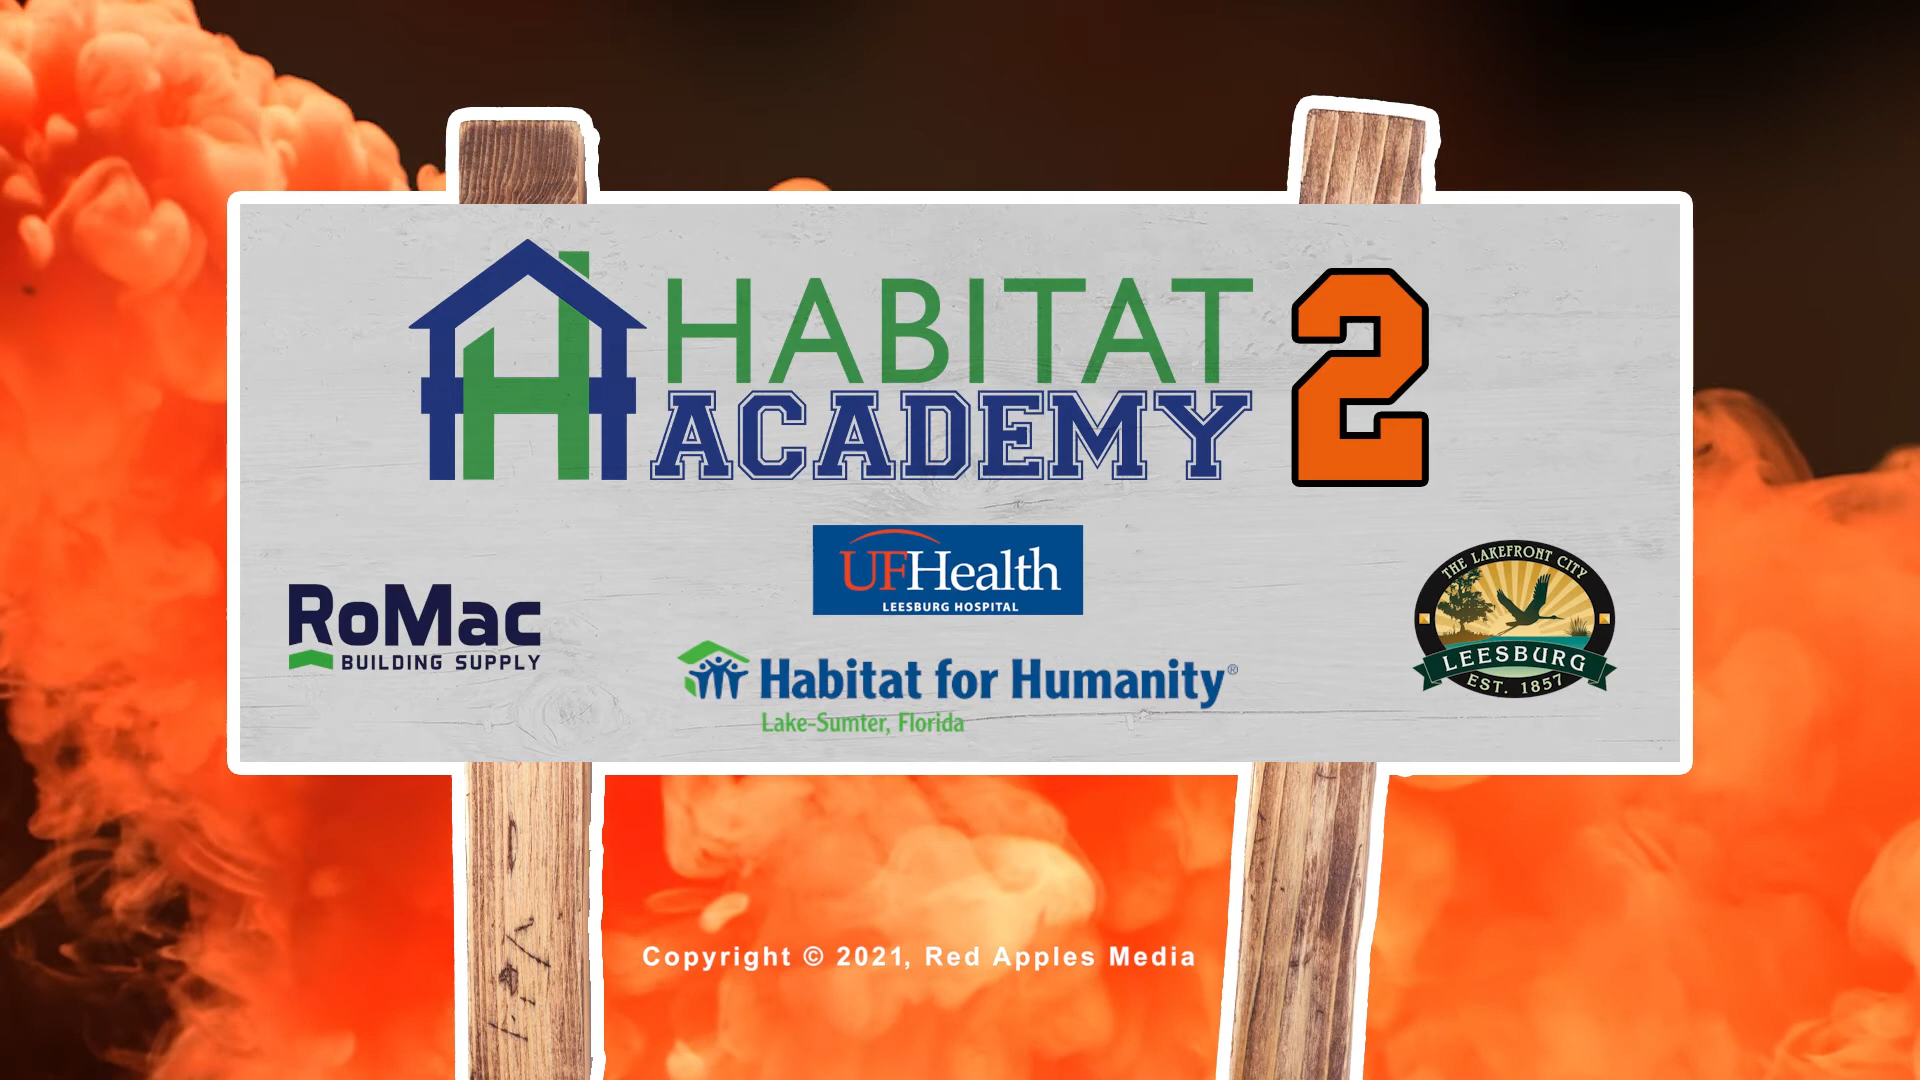 HABITAT 2
ACADEMY
UFHealth
LEESBURG HOSPITAL
RoMac
BUILDING SUPPLY
THE LAKEFRONT CITY
LEESBURG
EST. 1857
Habitat for Humanity®
Lake-Sumter, Florida
Copyright © 2021, Red Apples Media